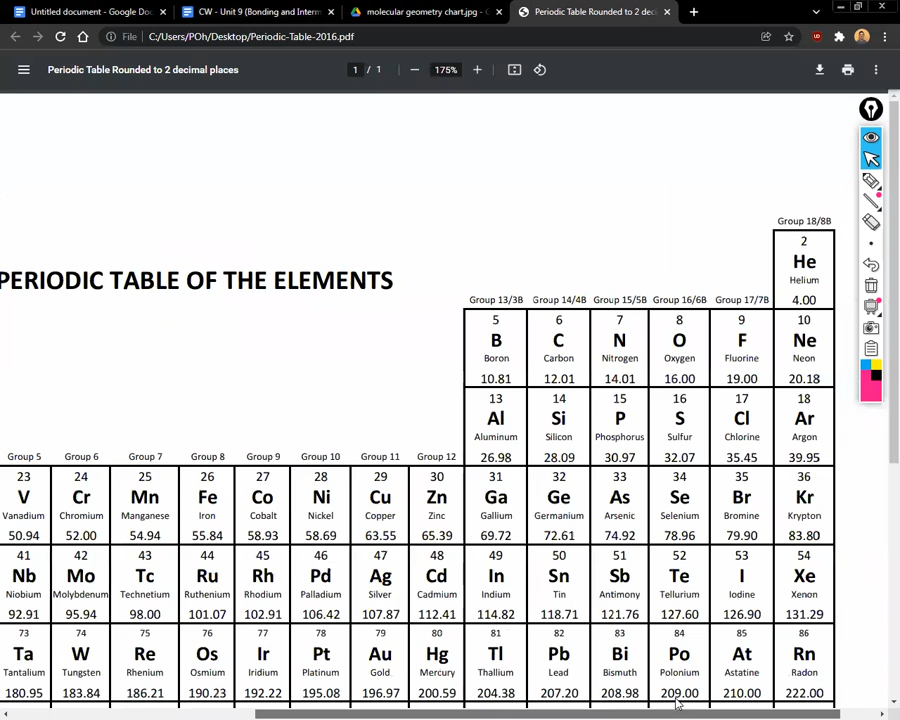 Untitled document - Google Doc
CW - Unit 9 (Bonding and Interm
molecular geometry chart.jpg - G
Periodic Table Rounded to 2 deci
File
C:/Users/POh/Desktop/Periodic-Table-2016.pdf
Periodic Table Rounded to 2 decimal places
1 / 1
175%
Group 18/8B
2
He
Helium
4.00
PERIODIC TABLE OF THE ELEMENTS
Group 13/3B Group 14/4B Group 15/5B Group 16/6B Group 17/7B
5 6 7 8 9 10
B C N O F Ne
Boron Carbon Nitrogen Oxygen Fluorine Neon
10.81 12.01 14.01 16.00 19.00 20.18
13 14 15 16 17 18
Al Si P S Cl Ar
Aluminum Silicon Phosphorus Sulfur Chlorine Argon
26.98 28.09 30.97 32.07 35.45 39.95
Group 5 Group 6 Group 7 Group 8 Group 9 Group 10 Group 11 Group 12
23 24 25 26 27 28 29 30 31 32 33 34 35 36
V Cr Mn Fe Co Ni Cu Zn Ga Ge As Se Br Kr
Vanadium Chromium Manganese Iron Cobalt Nickel Copper Zinc Gallium Germanium Arsenic Selenium Bromine Krypton
50.94 52.00 54.94 55.84 58.93 58.69 63.55 65.39 69.72 72.61 74.92 78.96 79.90 83.80
41 42 43 44 45 46 47 48 49 50 51 52 53 54
Nb Mo Tc Ru Rh Pd Ag Cd In Sn Sb Te I Xe
Niobium Molybdenum Technetium Ruthenium Rhodium Palladium Silver Cadmium Indium Tin Antimony Tellurium Iodine Xenon
92.91 95.94 98.00 101.07 102.91 106.42 107.87 112.41 114.82 118.71 121.76 127.60 126.90 131.29
73 74 75 76 77 78 79 80 81 82 83 84 85 86
Ta W Re Os Ir Pt Au Hg Tl Pb Bi Po At Rn
Tantalium Tungsten Rhenium Osmium Iridium Platinum Gold Mercury Thallium Lead Bismuth Polonium Astatine Radon
180.95 183.84 186.21 190.23 192.22 195.08 196.97 200.59 204.38 207.20 208.98 209.00 210.00 222.00